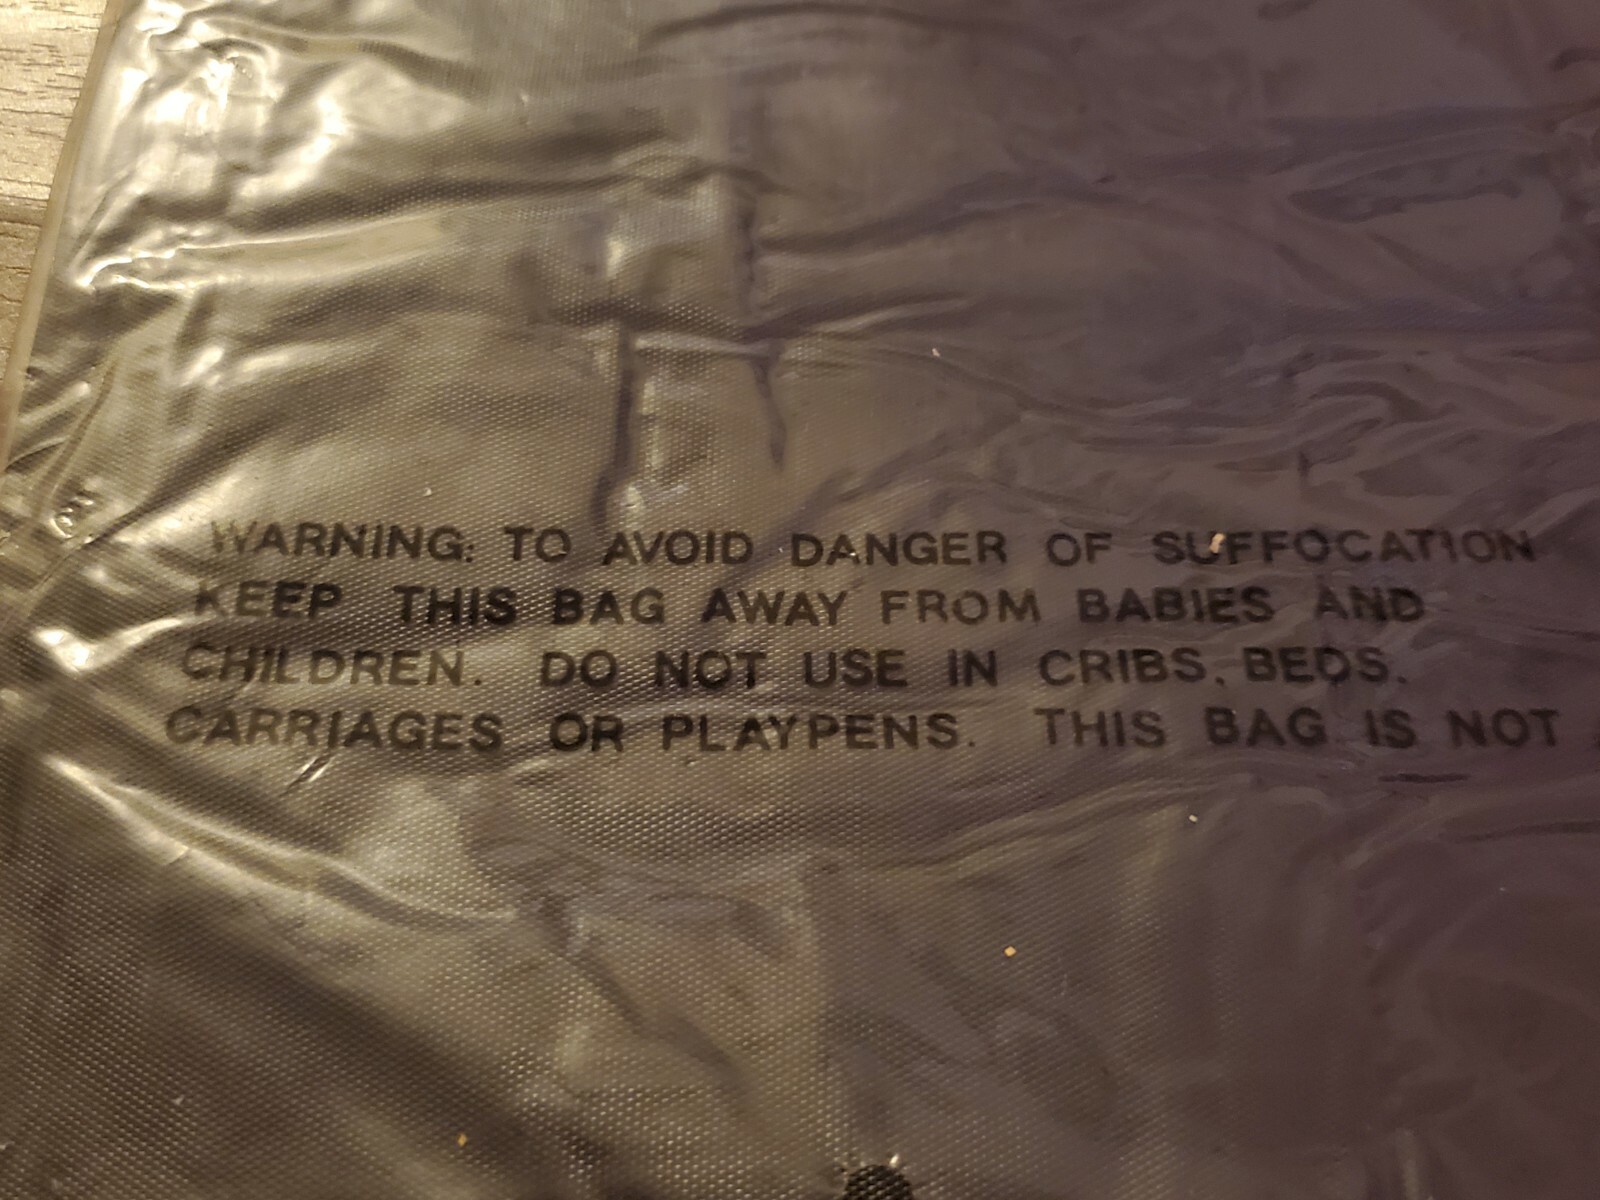 WARNING: TO AVOID DANGER OF SUFFOCATION
KEEP THIS BAG AWAY FROM BABIES AND
CHILDREN. DO NOT USE IN CRIBS, BEDS.
CARRIAGES OR PLAYPENS. THIS BAG IS NOT